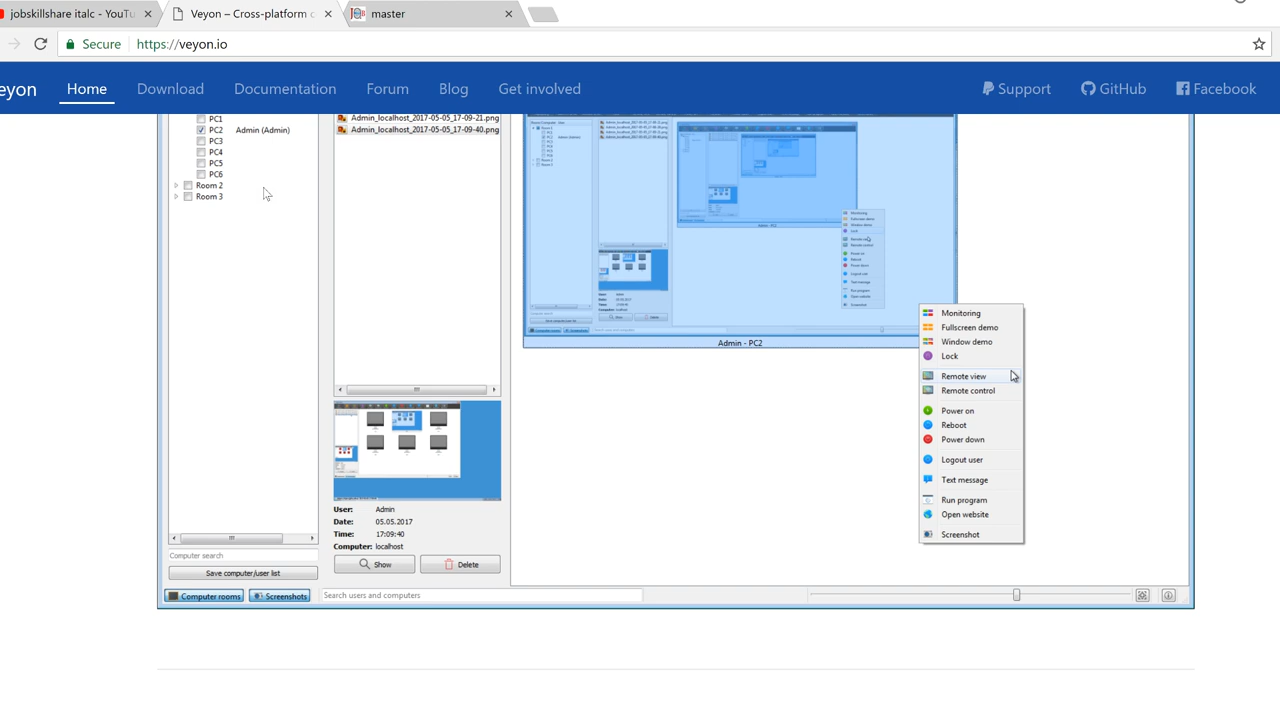 jobskillshare italc - YouTu
Veyon – Cross-platform c
master
Secure
https://veyon.io
eyon
Home
Download
Documentation
Forum
Blog
Get involved
Support
GitHub
Facebook
PC1
PC2 Admin (Admin)
PC3
PC4
PC5
PC6
Room 2
Room 3
Admin_localhost_2017-05-05_17-09-21.png
Admin_localhost_2017-05-05_17-09-40.png
Admin - PC2
Monitoring
Fullscreen demo
Window demo
Lock
Remote view
Remote control
Power on
Reboot
Power down
Logout user
Text message
Run program
Open website
Screenshot
User: Admin
Date: 05.05.2017
Time: 17:09:40
Computer: localhost
Show
Delete
Computer search
Save computer/user list
Computer rooms
Screenshots
Search users and computers